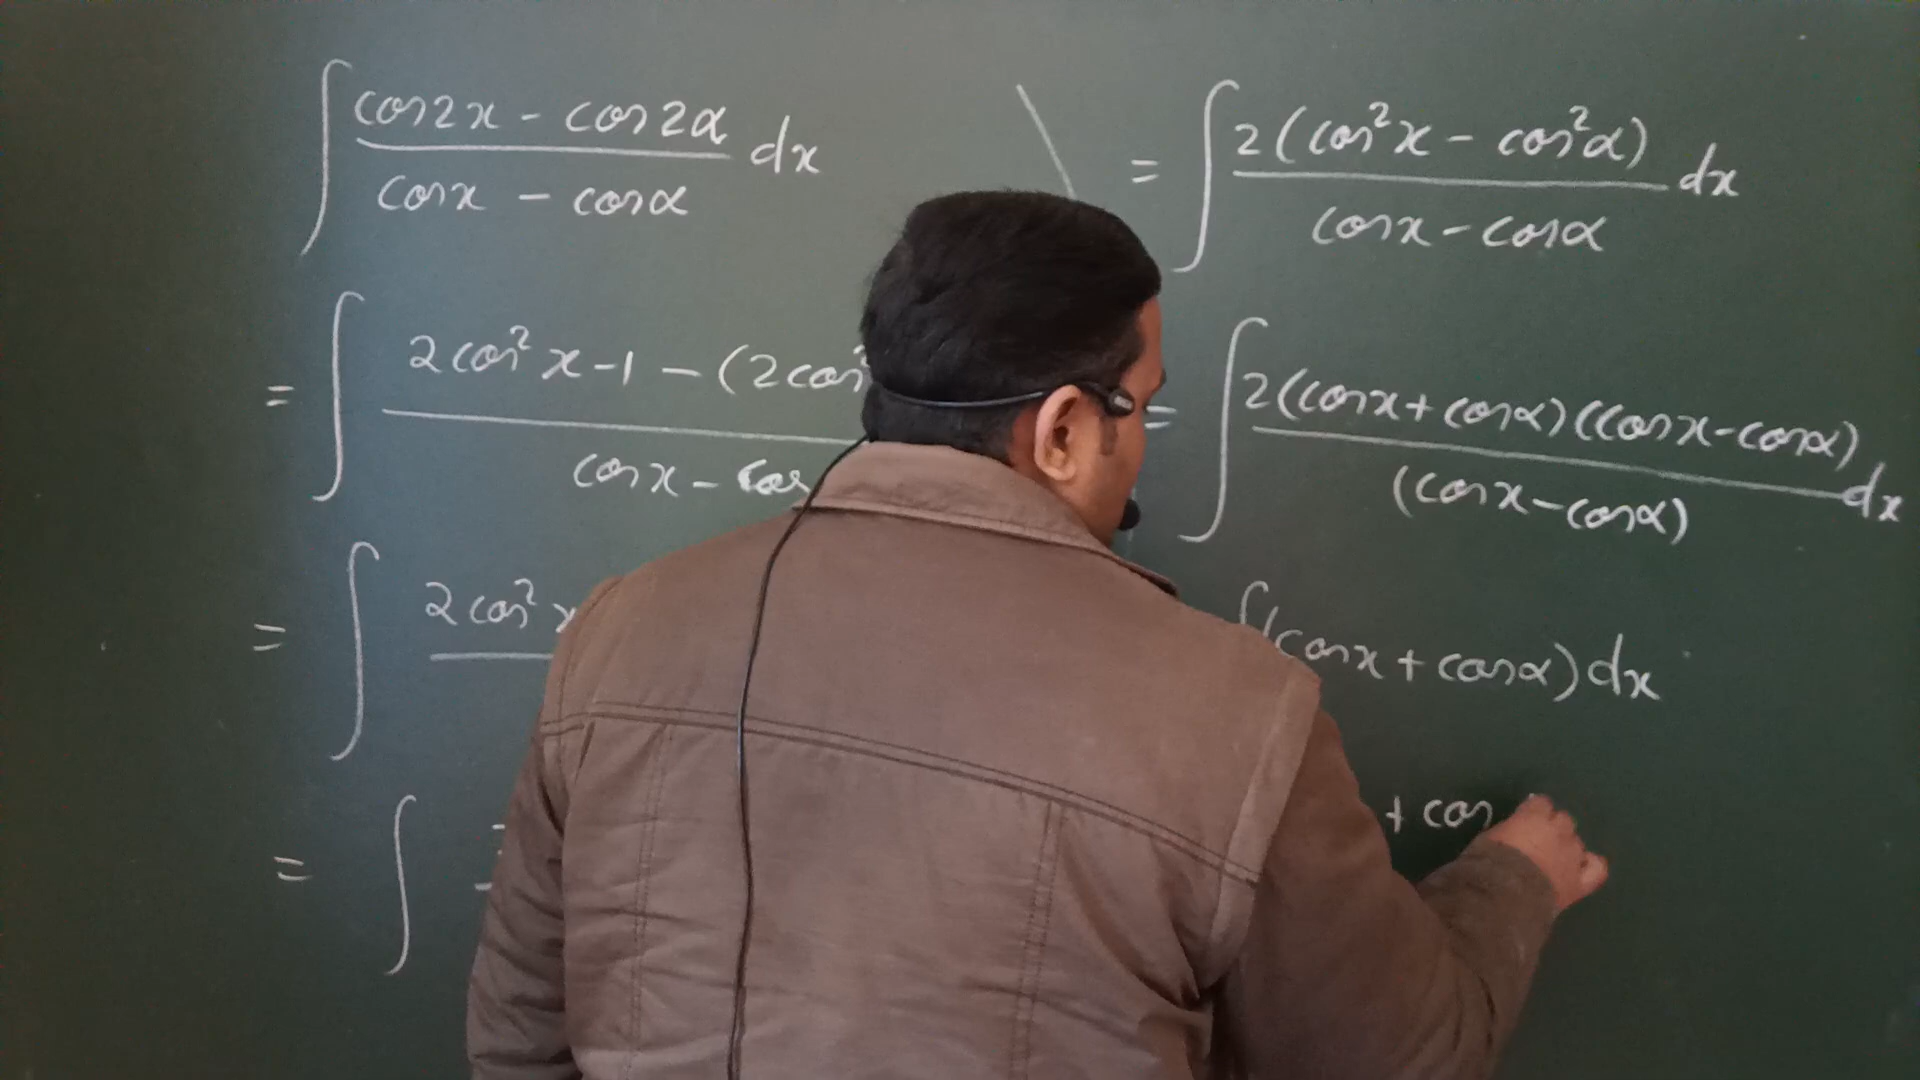 ∫ cos2x - cos2α dx
cosx - cosα
= ∫ 2cos²x-1 - (2cos²
cosx - cos
= ∫ 2cos²x
= ∫
= ∫ 2(cos²x - cos²α) dx
cosx - cosα
= ∫ 2(cosx + cosα)(cosx - cosα) dx
(cosx - cosα)
∫(cosx + cosα)dx
+ cos